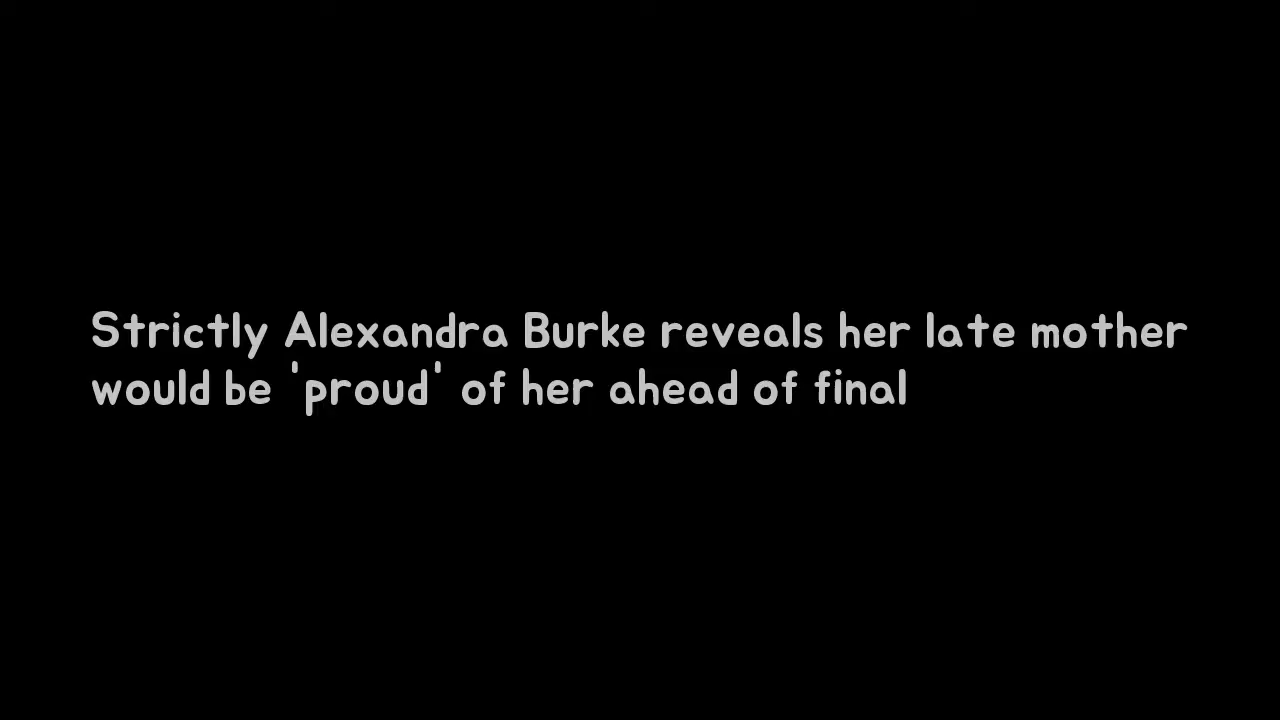 Strictly Alexandra Burke reveals her late mother
would be 'proud' of her ahead of final